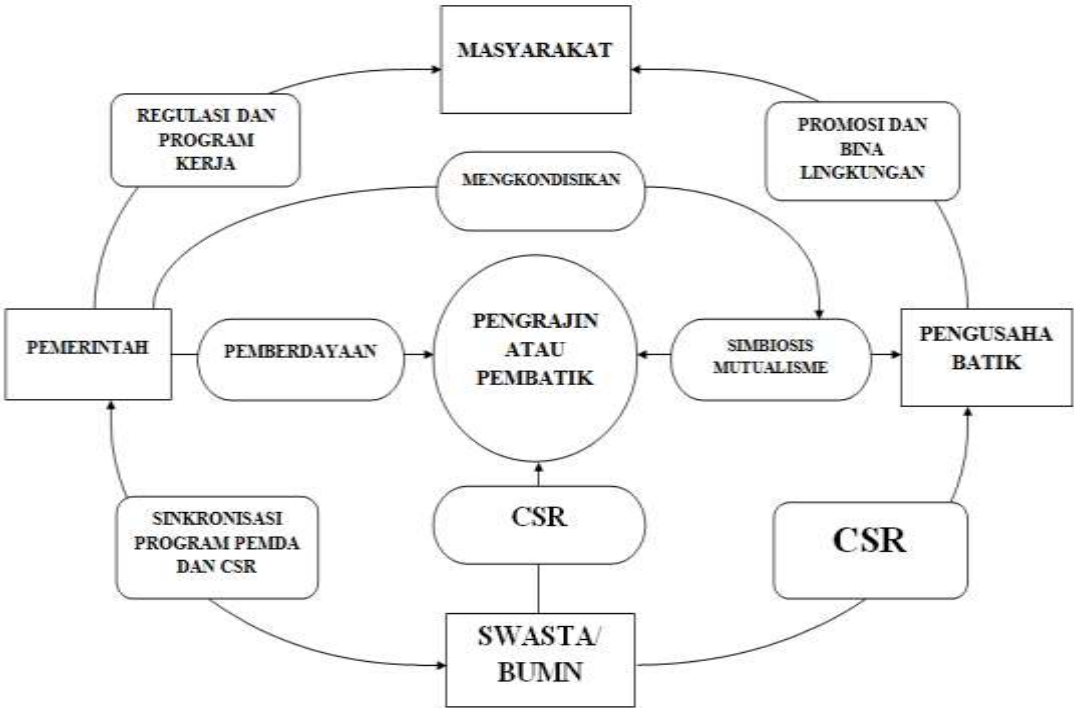 MASYARAKAT
REGULASI DAN
PROGRAM
KERJA
PROMOSI DAN
BINA
LINGKUNGAN
MENGKONDISIKAN
PEMERINTAH
PEMBERDAYAAN
PENGRAJIN
ATAU
PEMBATIK
SIMBIOSIS
MUTUALISME
PENGUSAHA
BATIK
SINKRONISASI
PROGRAM PEMDA
DAN CSR
CSR
CSR
SWASTA/
BUMN